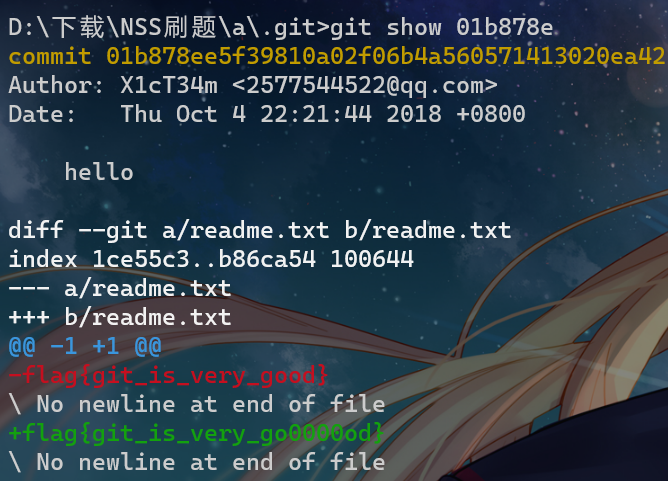 D:\下载\NSS刷题\a\.git>git show 01b878e
commit 01b878ee5f39810a02f06b4a560571413020ea42
Author: X1cT34m <2577544522@qq.com>
Date:   Thu Oct 4 22:21:44 2018 +0800
hello
diff --git a/readme.txt b/readme.txt
index 1ce55c3..b86ca54 100644
--- a/readme.txt
+++ b/readme.txt
@@ -1 +1 @@
-flag{git_is_very_good}
\ No newline at end of file
+flag{git_is_very_go0000od}
\ No newline at end of file